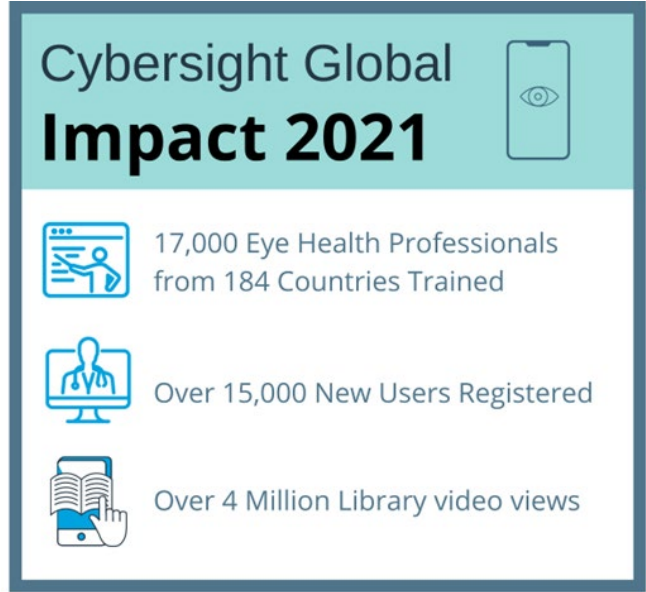 Cybersight Global
Impact 2021
17,000 Eye Health Professionals
from 184 Countries Trained
Over 15,000 New Users Registered
Over 4 Million Library video views